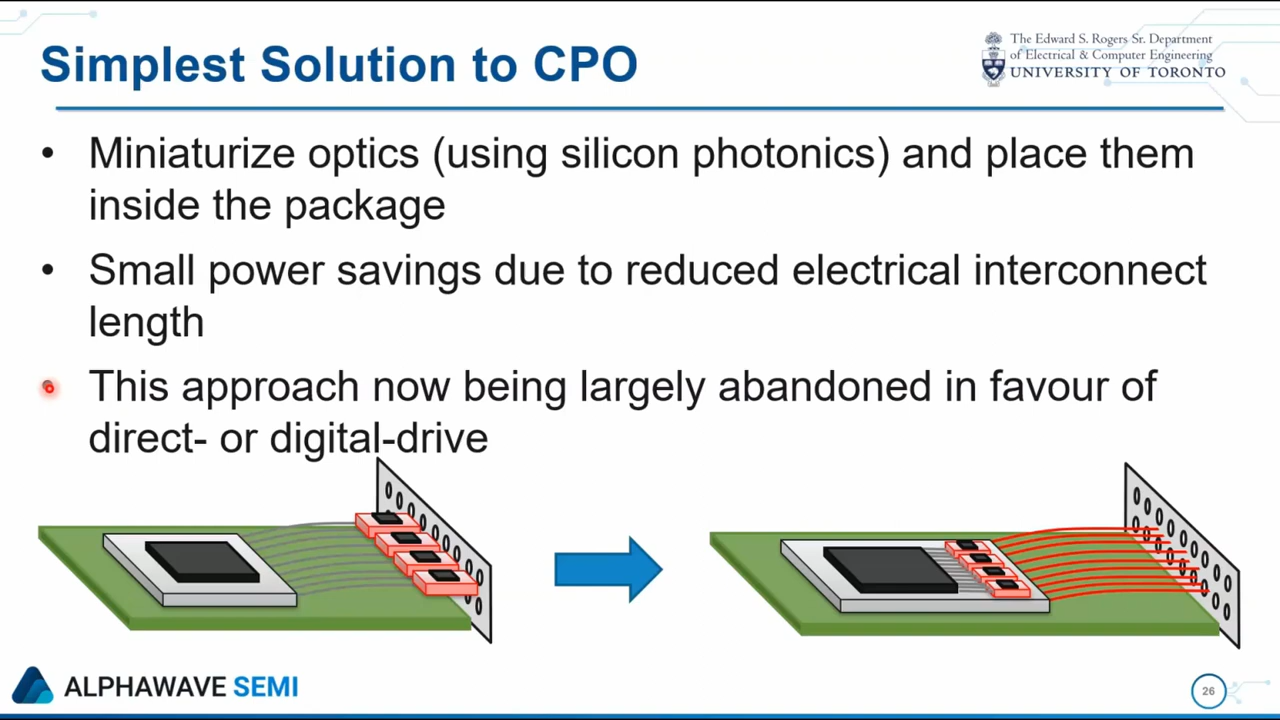 Simplest Solution to CPO
The Edward S. Rogers Sr. Department
of Electrical & Computer Engineering
UNIVERSITY OF TORONTO
• Miniaturize optics (using silicon photonics) and place them
inside the package
• Small power savings due to reduced electrical interconnect
length
• This approach now being largely abandoned in favour of
direct- or digital-drive
ALPHAWAVE SEMI
26